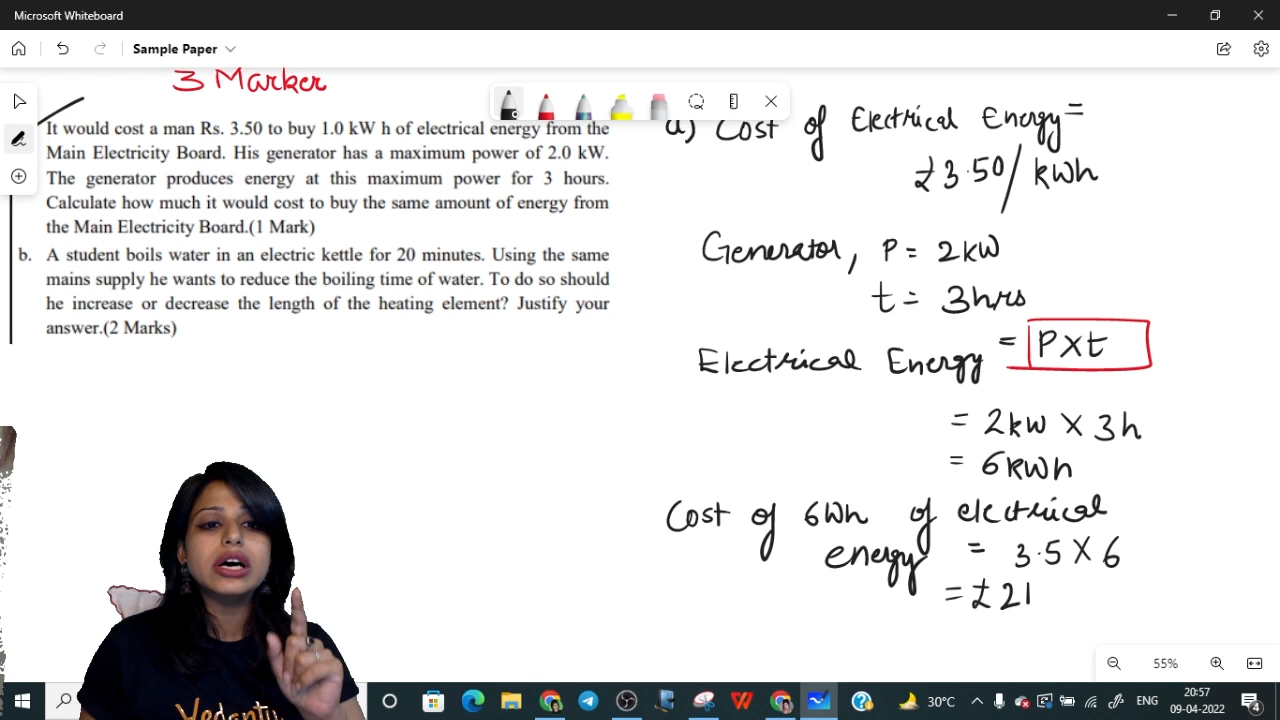 Microsoft Whiteboard
Sample Paper
3 Marker
It would cost a man Rs. 3.50 to buy 1.0 kW h of electrical energy from the
Main Electricity Board. His generator has a maximum power of 2.0 kW.
The generator produces energy at this maximum power for 3 hours.
Calculate how much it would cost to buy the same amount of energy from
the Main Electricity Board.(1 Mark)
b. A student boils water in an electric kettle for 20 minutes. Using the same
mains supply he wants to reduce the boiling time of water. To do so should
he increase or decrease the length of the heating element? Justify your
answer.(2 Marks)
a) Cost of Electrical Energy =
₹3.50/kWh
Generator, P = 2kW
t = 3hrs
Electrical Energy = P×t
= 2kW × 3h
= 6kWh
Cost of 6Wh of electrical
energy = 3.5 × 6
= ₹21
Vedantu
55%
30°C
ENG
20:57
09-04-2022
4